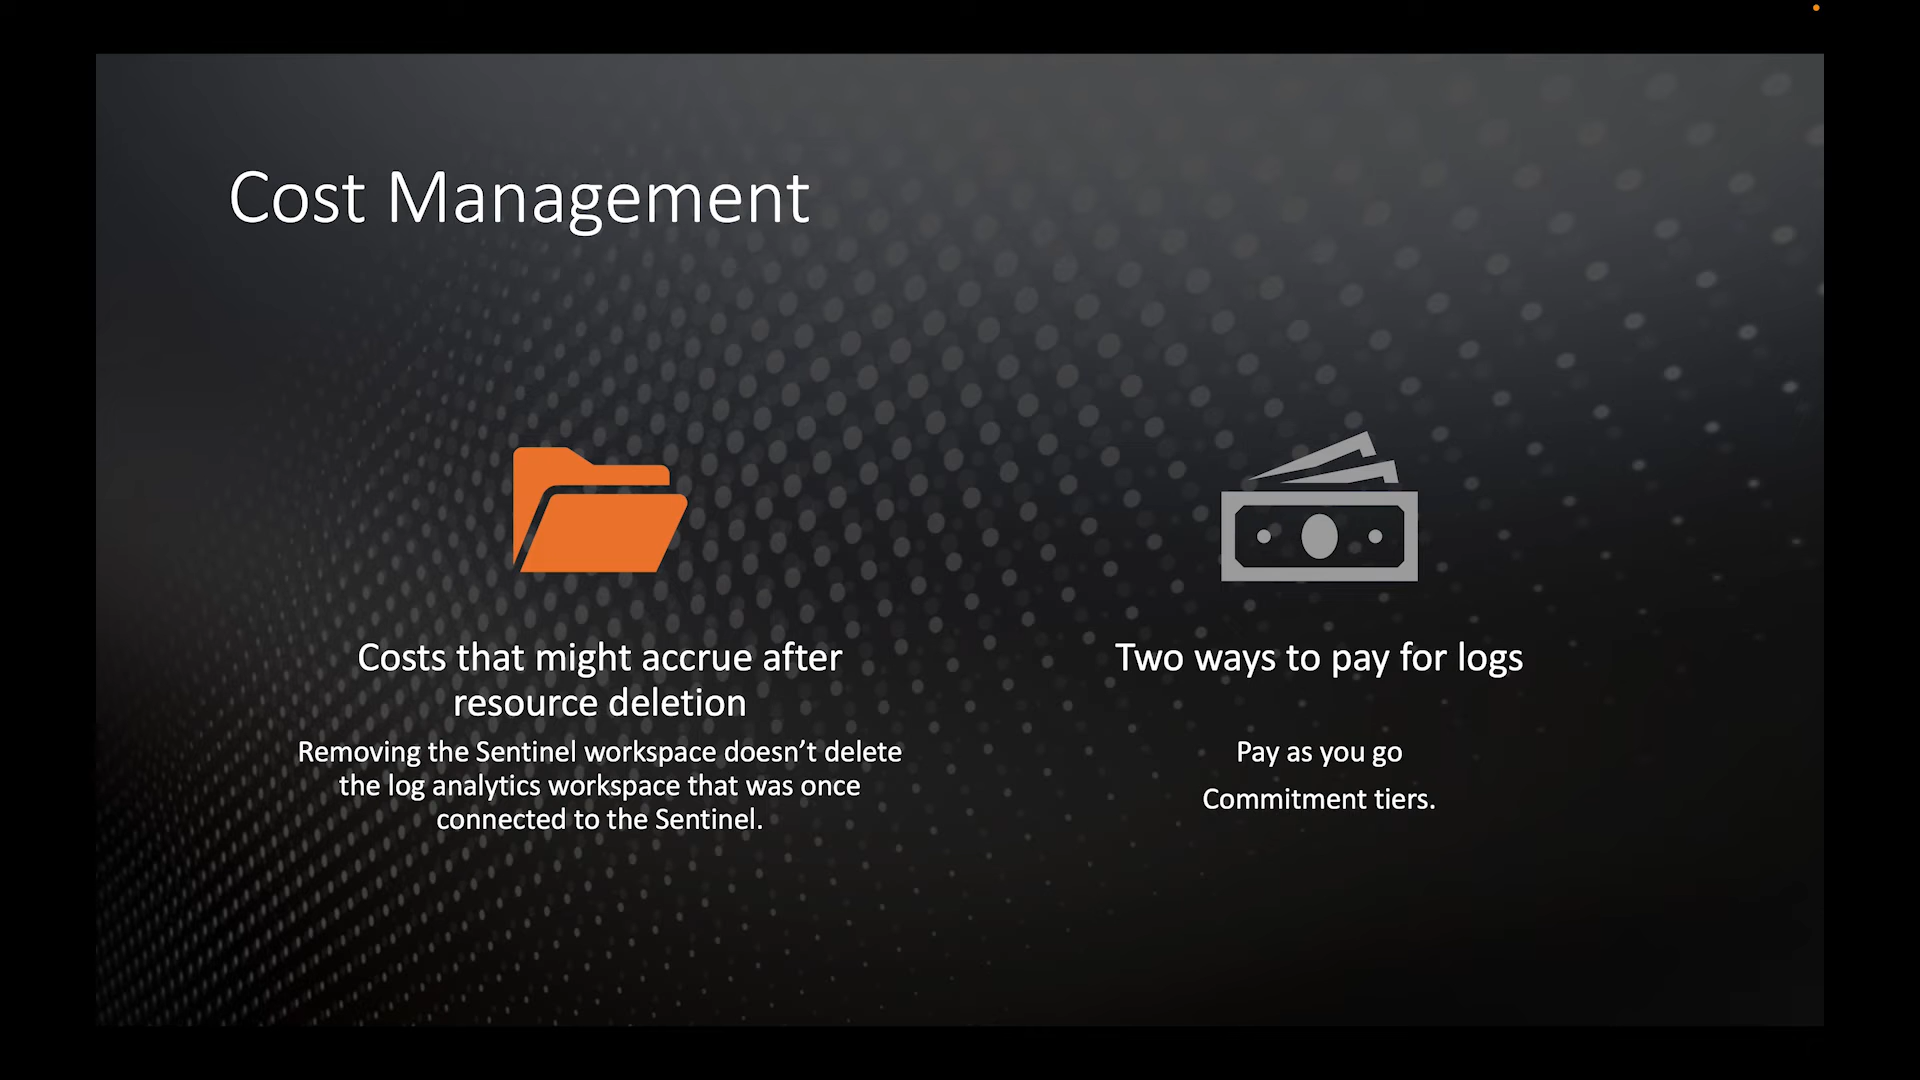 Cost Management
Costs that might accrue after
resource deletion
Removing the Sentinel workspace doesn’t delete
the log analytics workspace that was once
connected to the Sentinel.
Two ways to pay for logs
Pay as you go
Commitment tiers.